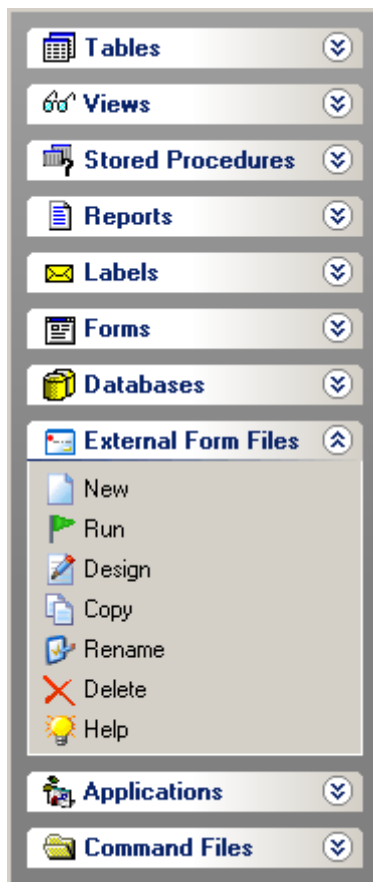 Tables
Views
Stored Procedures
Reports
Labels
Forms
Databases
External Form Files
New
Run
Design
Copy
Rename
Delete
Help
Applications
Command Files